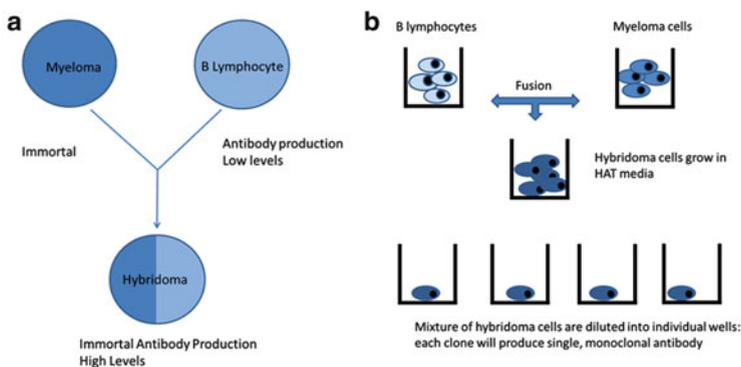 a
Myeloma
B Lymphocyte
Immortal
Antibody production
Low levels
Hybridoma
Immortal Antibody Production
High Levels
b
B lymphocytes
Myeloma cells
Fusion
Hybridoma cells grow in
HAT media
Mixture of hybridoma cells are diluted into individual wells:
each clone will produce single, monoclonal antibody